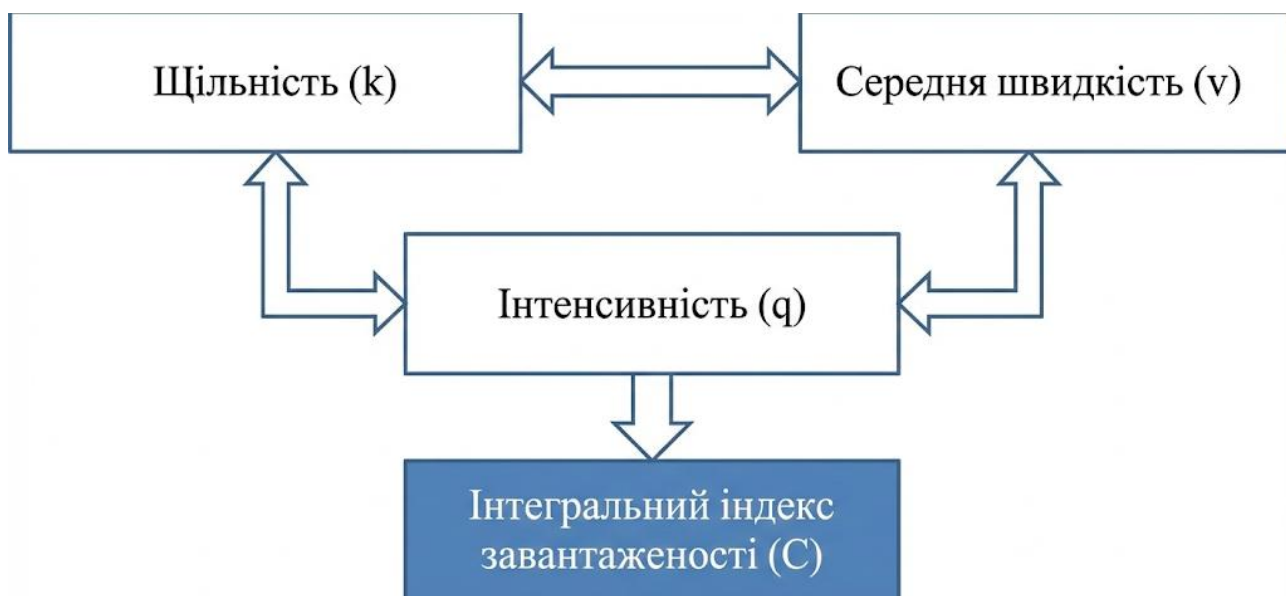 Щільність (k)
Середня швидкість (v)
Інтенсивність (q)
Інтегральний індекс
завантаженості (C)